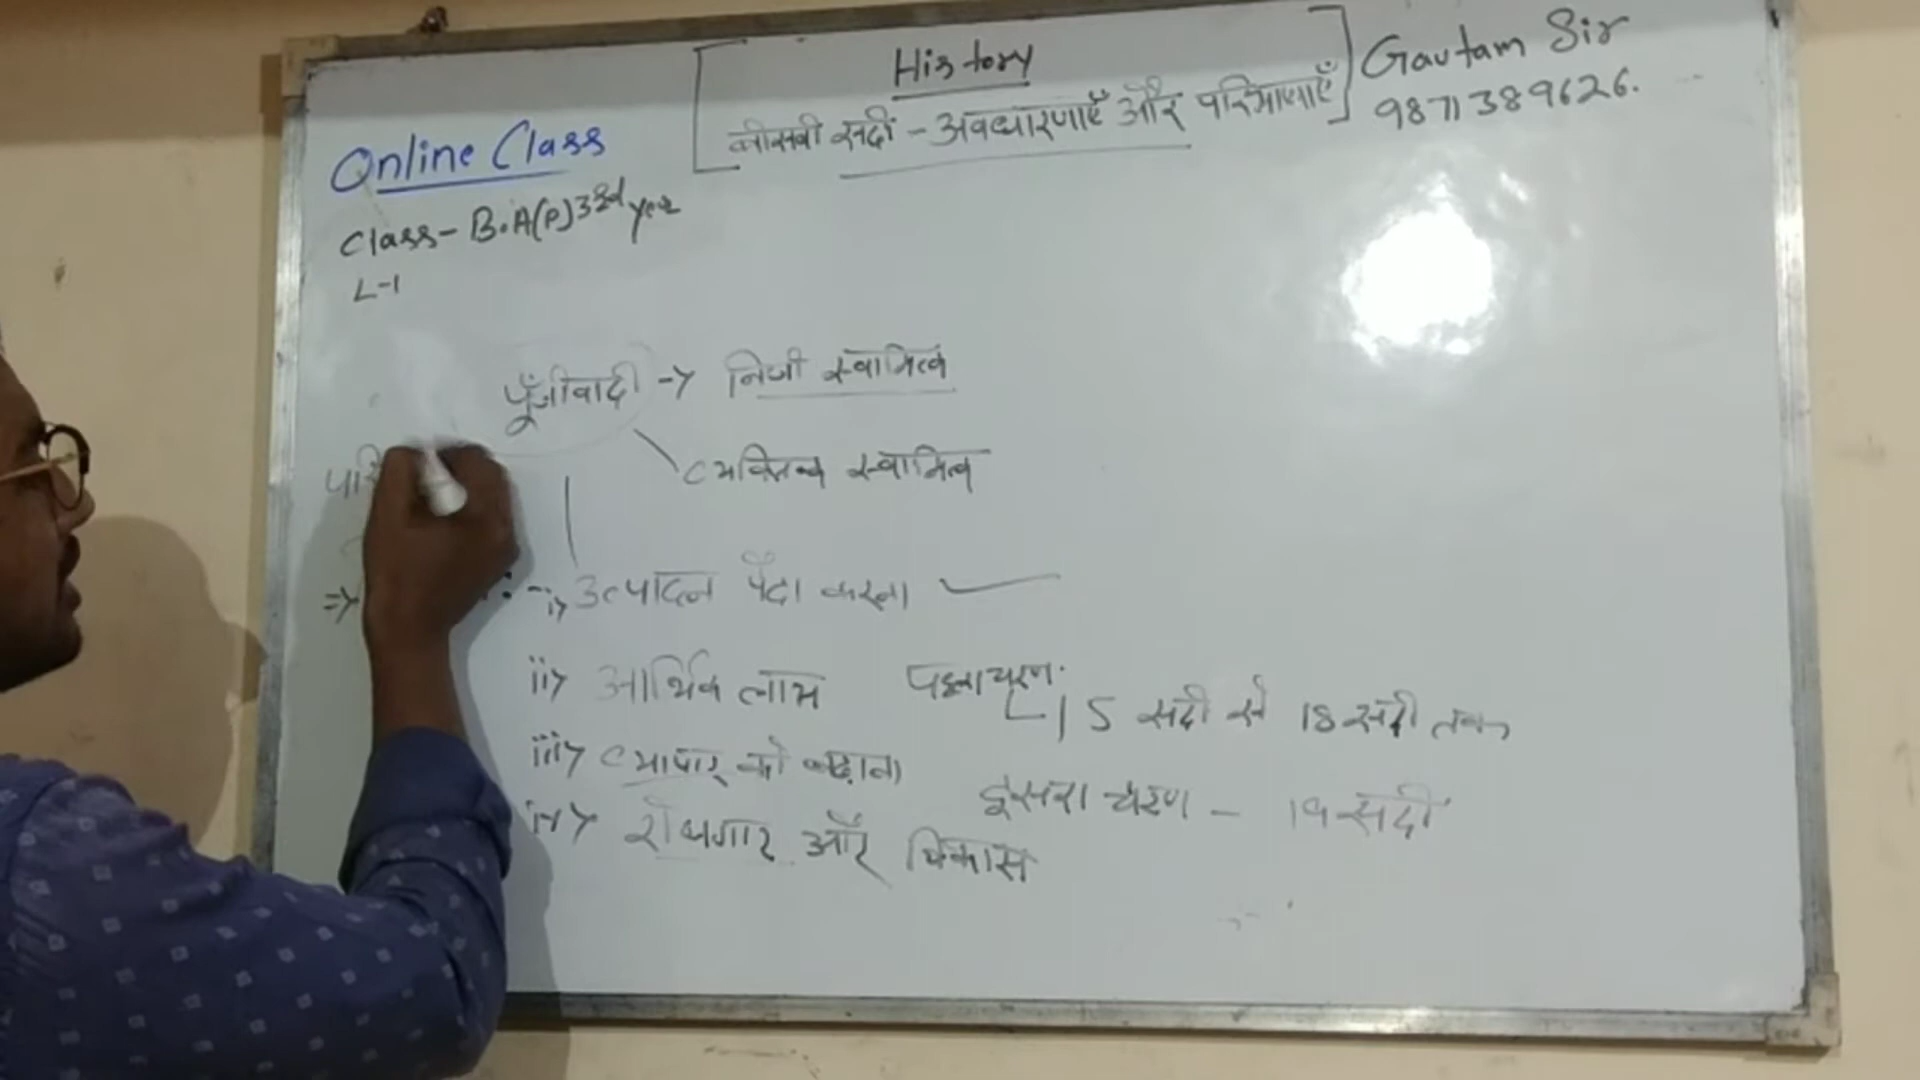 History
बीसवी सदी - अवधारणाएँ और परिभाषाएँ
Gautam Sir
9871389626.
Online Class
Class - B.A(P) 3rd year
L-1
पूँजीवादी -> निजी स्वामित्व
व्यक्तित्व स्वामित्व
परि
=>
:- i> उत्पादन पैदा करना
ii> आर्थिक लाभ
iii> व्यापार को बढ़ाना
iv> रोजगार और विकास
पहला चरण.
15 सदी से 18 सदी तक
दूसरा चरण - 19 सदी